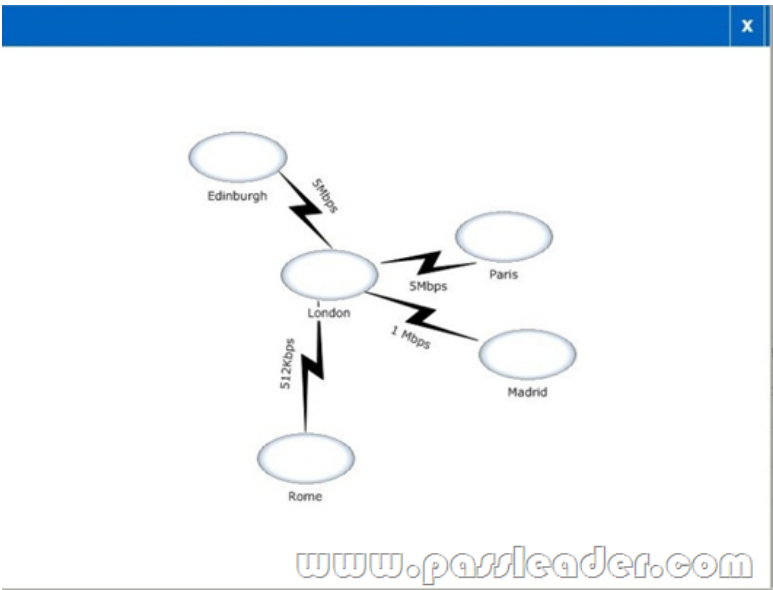 X
Edinburgh
5Mbps
Paris
5Mbps
London
1 Mbps
512Kbps
Madrid
Rome
www.passleader.com